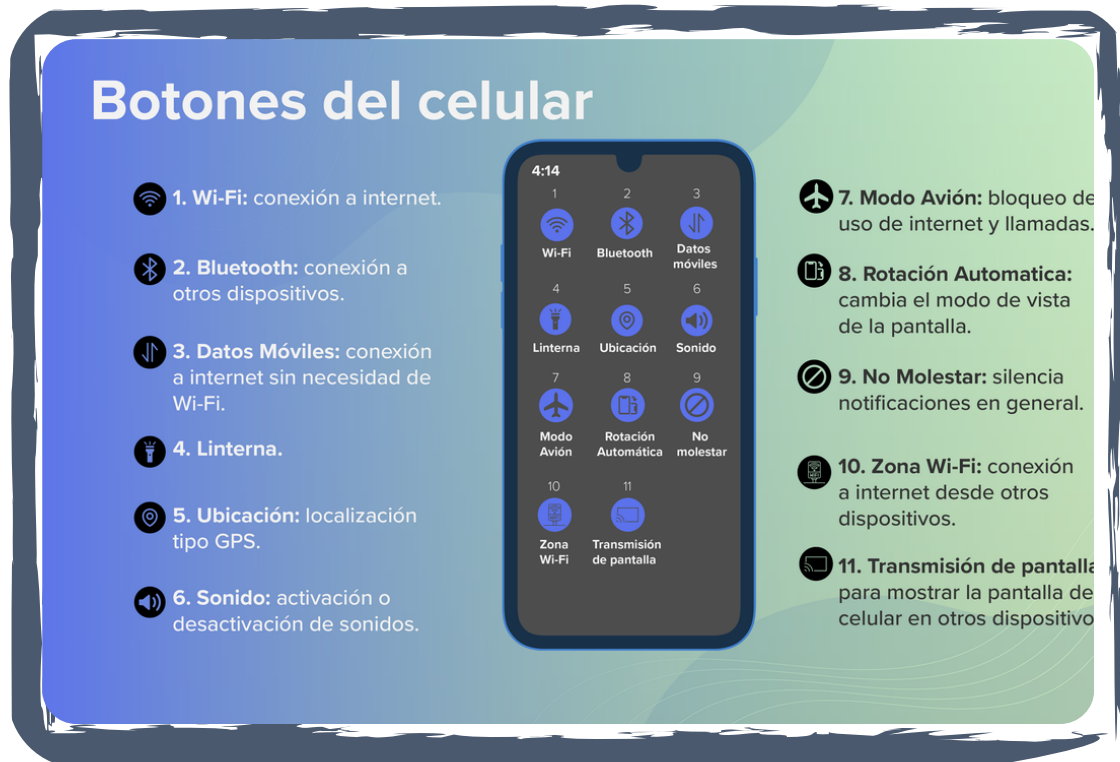 Botones del celular
1. Wi-Fi: conexión a internet.
2. Bluetooth: conexión a
otros dispositivos.
3. Datos Móviles: conexión
a internet sin necesidad de
Wi-Fi.
4. Linterna.
5. Ubicación: localización
tipo GPS.
6. Sonido: activación o
desactivación de sonidos.
4:14
1 2 3
Wi-Fi Bluetooth Datos
móviles
4 5 6
Linterna Ubicación Sonido
7 8 9
Modo Rotación No
Avión Automática molestar
10 11
Zona Transmisión
Wi-Fi de pantalla
7. Modo Avión: bloqueo de
uso de internet y llamadas.
8. Rotación Automatica:
cambia el modo de vista
de la pantalla.
9. No Molestar: silencia
notificaciones en general.
10. Zona Wi-Fi: conexión
a internet desde otros
dispositivos.
11. Transmisión de pantalla
para mostrar la pantalla de
celular en otros dispositivo